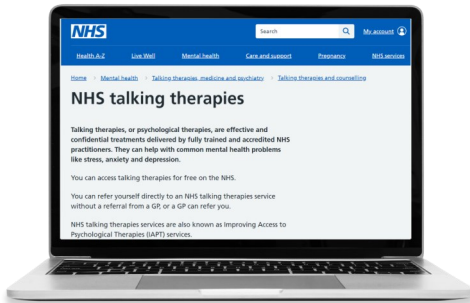 NHS
Search
My account
Health A-Z Live Well Mental health Care and support Pregnancy NHS services
Home > Mental health > Talking therapies, medicine and psychiatry > Talking therapies and counselling
NHS talking therapies
Talking therapies, or psychological therapies, are effective and
confidential treatments delivered by fully trained and accredited NHS
practitioners. They can help with common mental health problems
like stress, anxiety and depression.
You can access talking therapies for free on the NHS.
You can refer yourself directly to an NHS talking therapies service
without a referral from a GP, or a GP can refer you.
NHS talking therapies services are also known as Improving Access to
Psychological Therapies (IAPT) services.